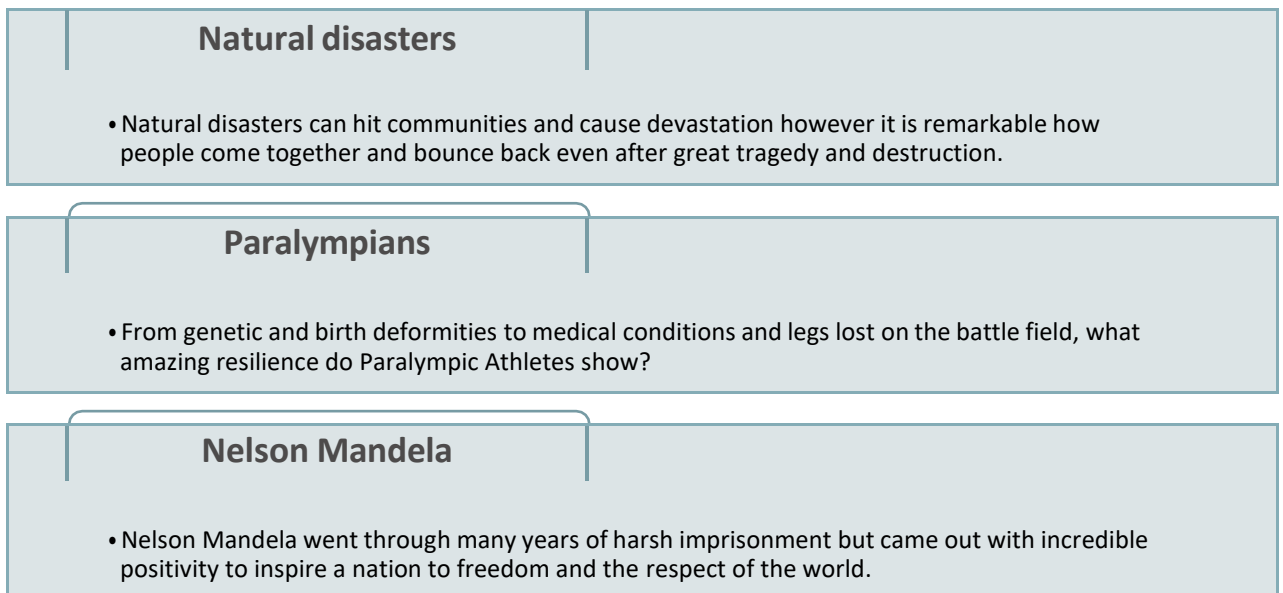 Natural disasters
•Natural disasters can hit communities and cause devastation however it is remarkable how
people come together and bounce back even after great tragedy and destruction.
Paralympians
•From genetic and birth deformities to medical conditions and legs lost on the battle field, what
amazing resilience do Paralympic Athletes show?
Nelson Mandela
•Nelson Mandela went through many years of harsh imprisonment but came out with incredible
positivity to inspire a nation to freedom and the respect of the world.